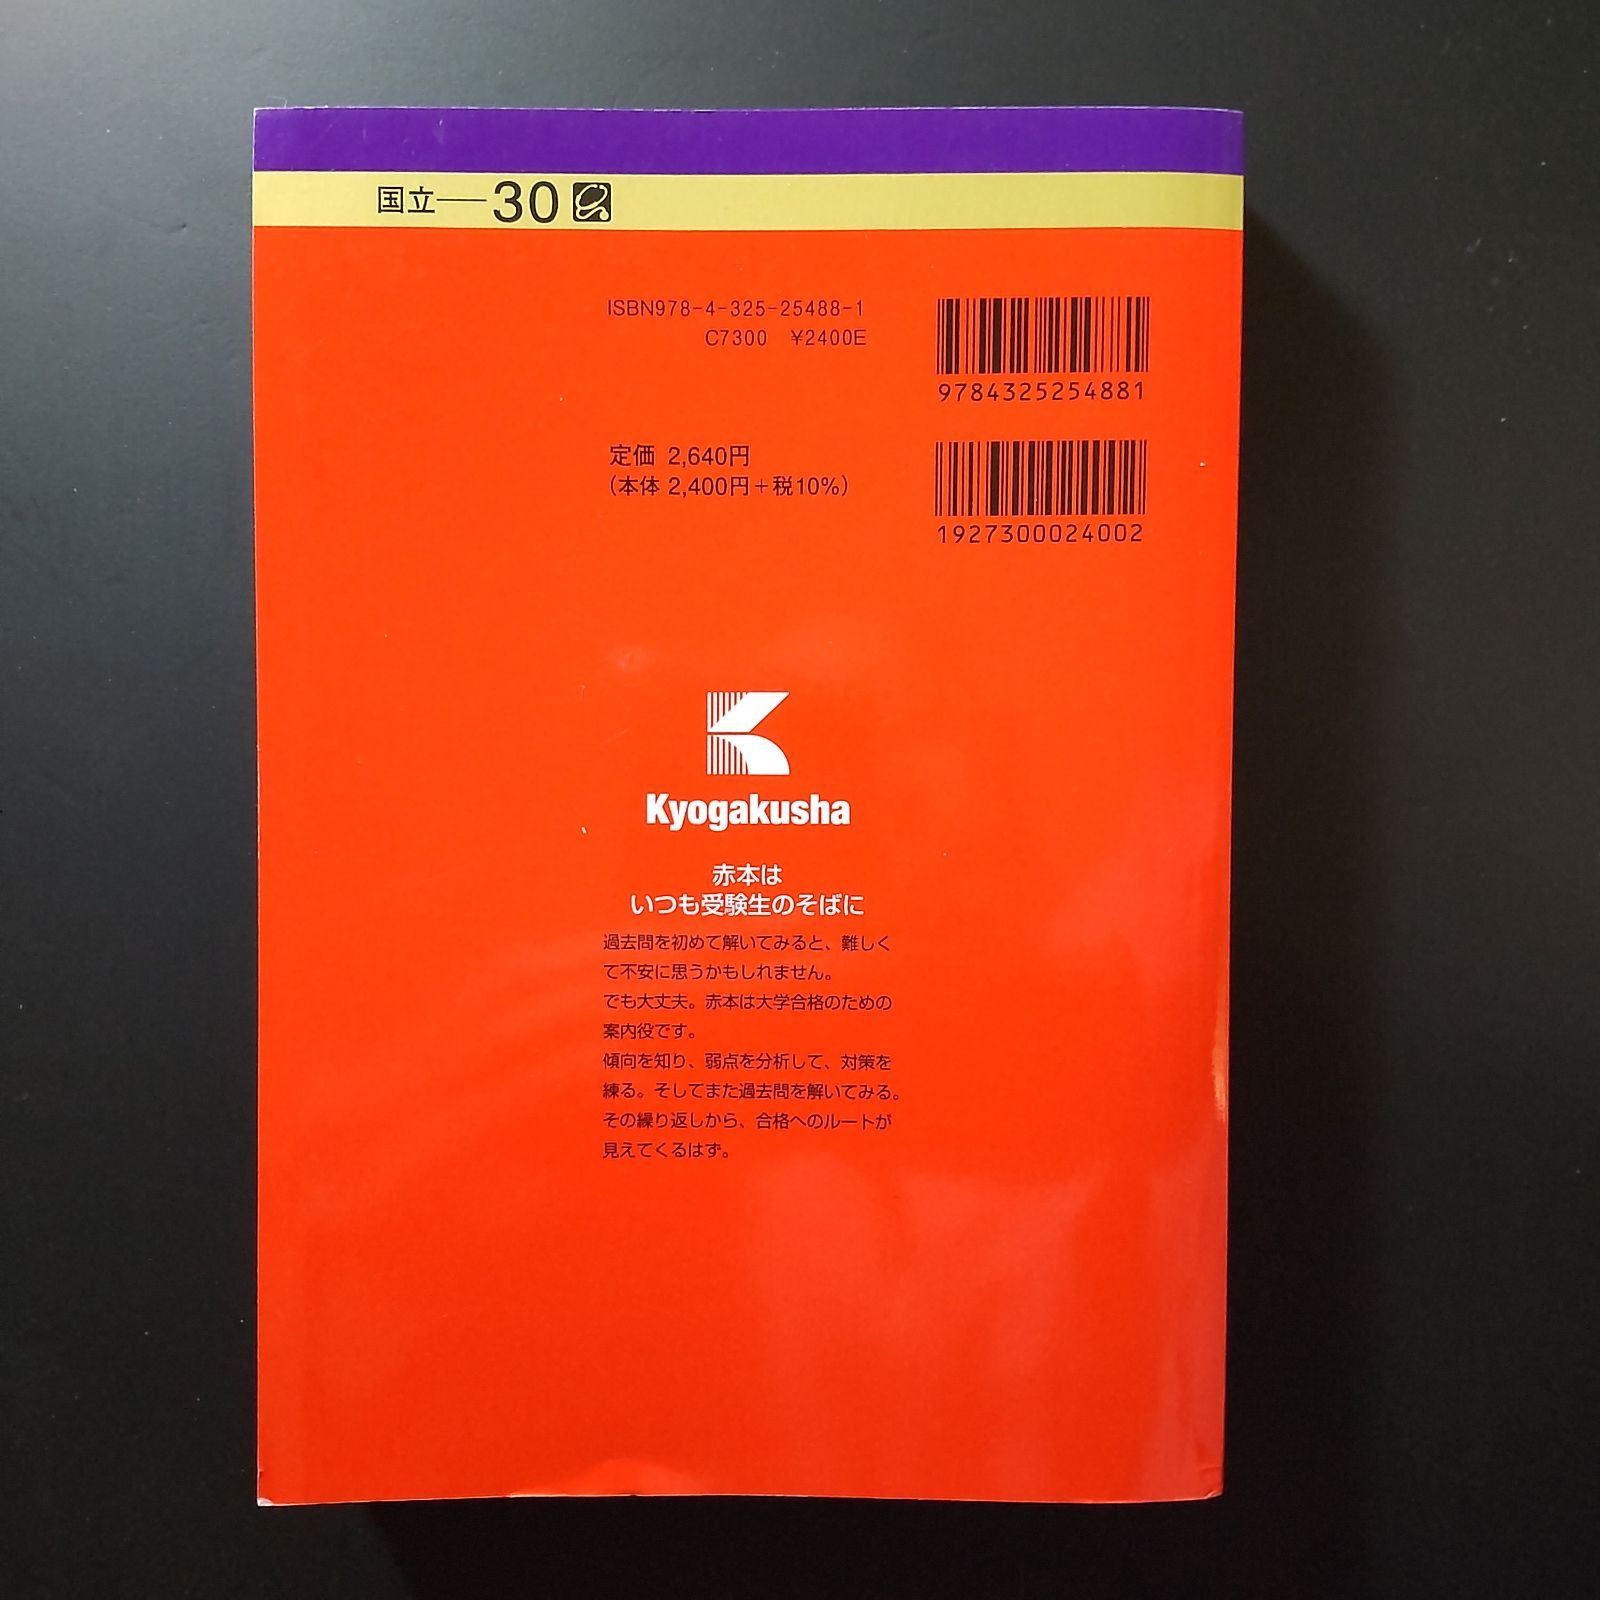 国立―30
ISBN978-4-325-25488-1
C7300 ¥2400E
9784325254881
定価 2,640円
(本体 2,400円+税10%)
1927300024002
Kyogakusha
赤本は
いつも受験生のそばに
過去問を初めて解いてみると、難しく
て不安に思うかもしれません。
でも大丈夫。赤本は大学合格のための
案内役です。
傾向を知り、弱点を分析して、対策を
練る。そしてまた過去問を解いてみる。
その繰り返しから、合格へのルートが
見えてくるはず。